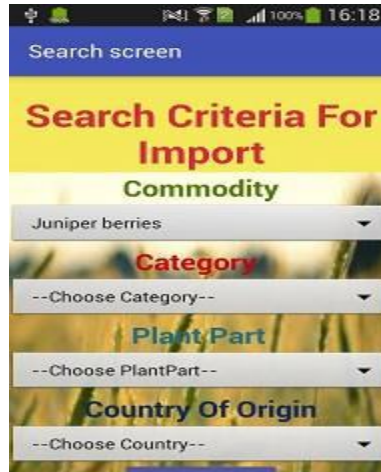 100% 16:18
Search screen
Search Criteria For
Import
Commodity
Juniper berries
Category
--Choose Category--
Plant Part
--Choose PlantPart--
Country Of Origin
--Choose Country--